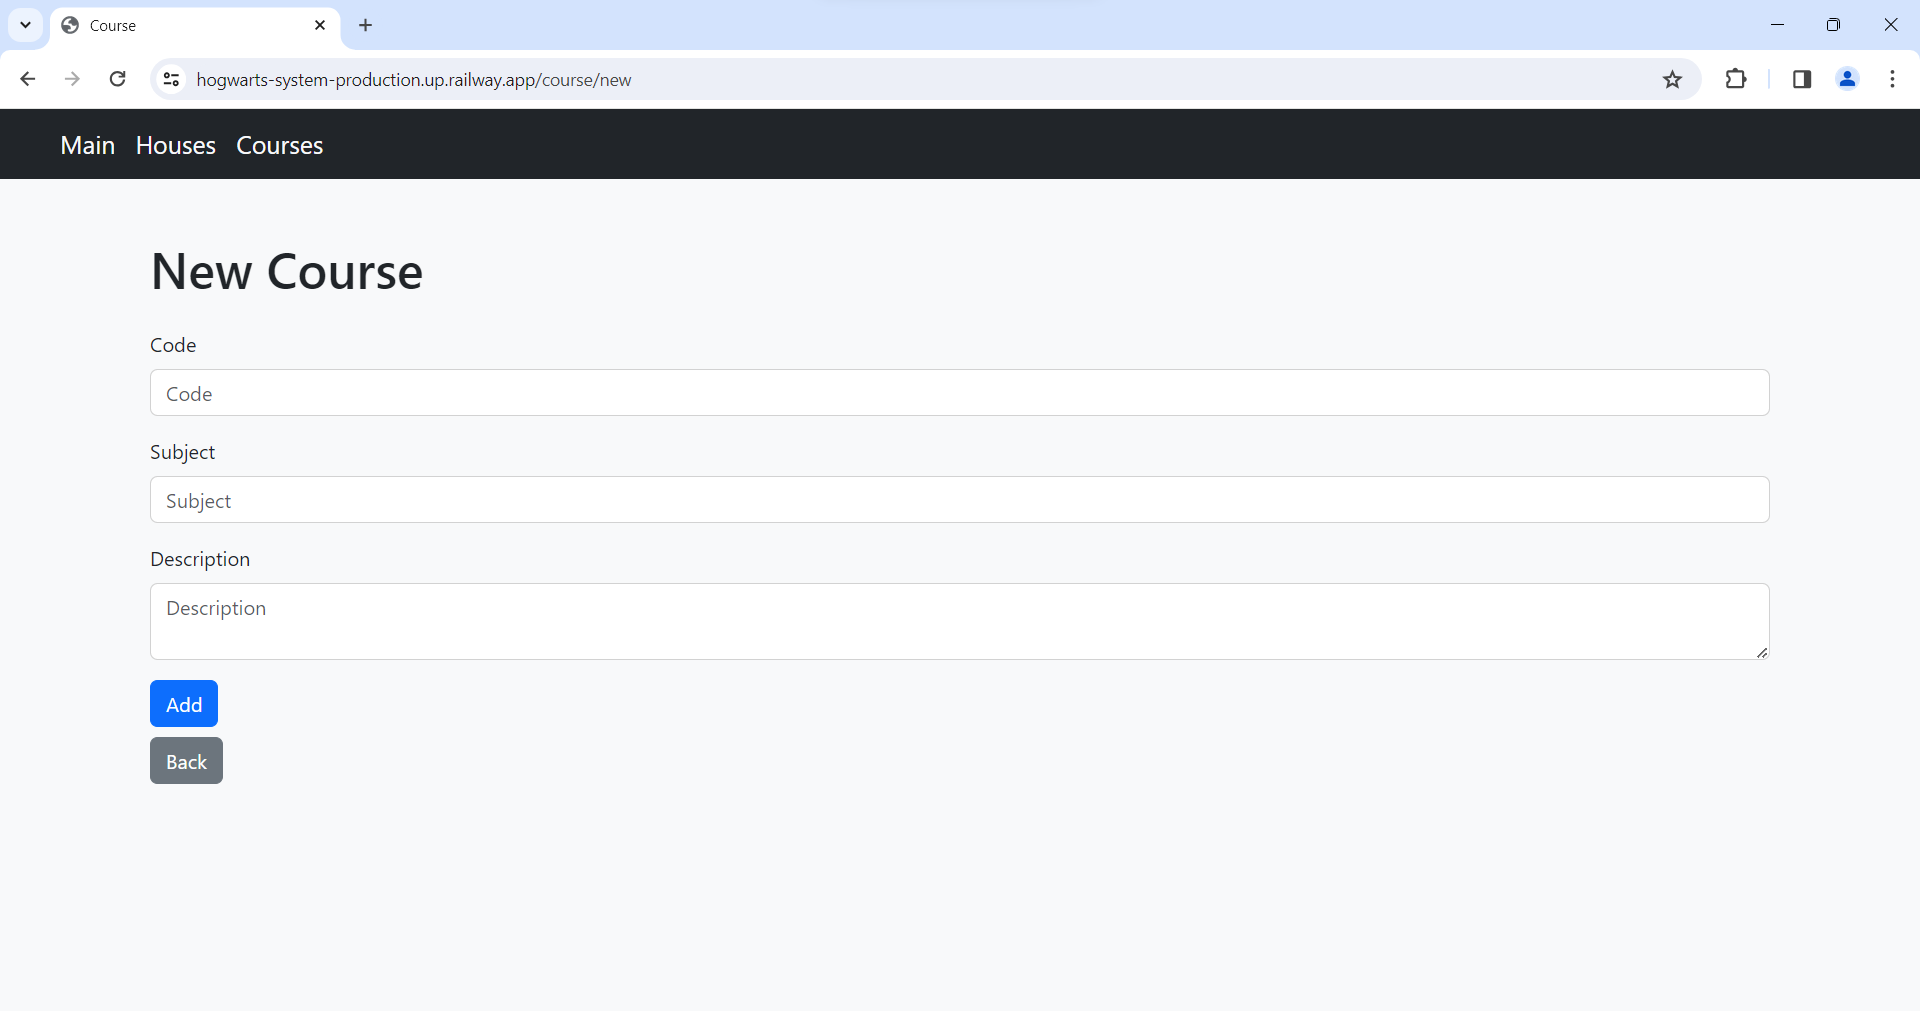 Course
hogwarts-system-production.up.railway.app/course/new
Main Houses Courses
New Course
Code
Code
Subject
Subject
Description
Description
Add
Back